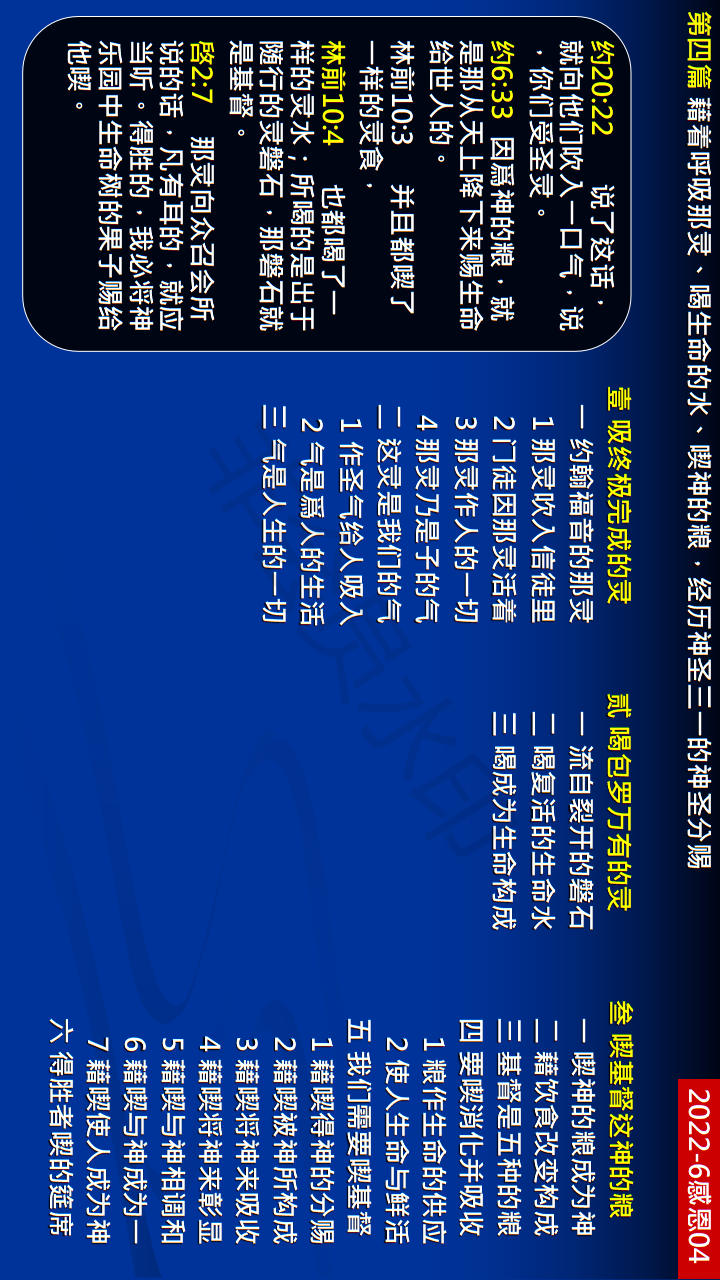 第四篇 藉着呼吸那灵、喝生命的水、喫神的粮，经历神圣三一的神圣分赐
2022-6感恩04
约20:22　说了这话，
就向他们吹入一口气，说
，你们受圣灵。
约6:33 因爲神的粮，就
是那从天上降下来赐生命
给世人的。
林前10:3　并且都喫了
一样的灵食，
林前10:4　也都喝了一
样的灵水；所喝的是出于
随行的灵磐石，那磐石就
是基督。
启2:7　那灵向众召会所
说的话，凡有耳的，就应
当听。得胜的，我必将神
乐园中生命树的果子赐给
他喫。
壹 吸终极完成的灵
一 约翰福音的那灵
1 那灵吹入信徒里
2 门徒因那灵活着
3 那灵作人的一切
4 那灵乃是子的气
二 这灵是我们的气
1 作圣气给人吸入
2 气是爲人的生活
三 气是人生的一切
贰 喝包罗万有的灵
一 流自裂开的磐石
二 喝复活的生命水
三 喝成为生命构成
叁 喫基督这神的粮
一 喫神的粮成为神
二 藉饮食改变构成
三 基督是五种的粮
四 要喫消化并吸收
1 粮作生命的供应
2 使人生命与鲜活
五 我们需要喫基督
1 藉喫得神的分赐
2 藉喫被神所构成
3 藉喫将神来吸收
4 藉喫将神来彰显
5 藉喫与神相调和
6 藉喫与神成为一
7 藉喫使人成为神
六 得胜者喫的筵席
非会员水印